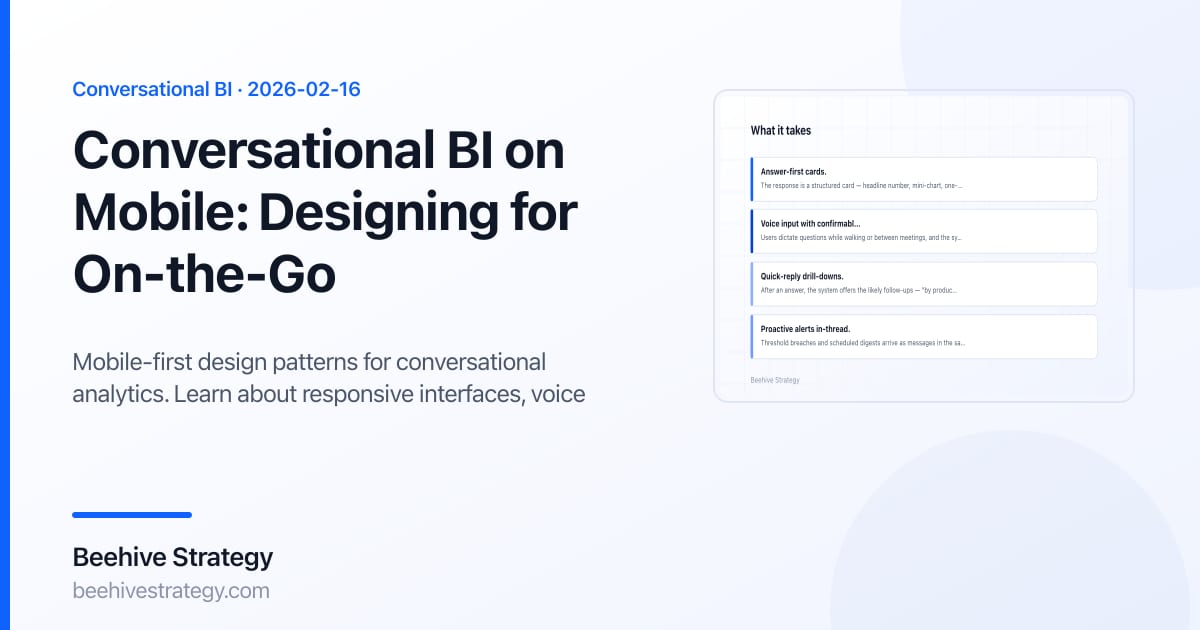 Conversational BI · 2026-02-16
Conversational BI on
Mobile: Designing for
On-the-Go
Mobile-first design patterns for conversational
analytics. Learn about responsive interfaces, voice
Beehive Strategy
beehivestrategy.com
What it takes
Answer-first cards.
The response is a structured card — headline number, mini-chart, one-...
Voice input with confirmabl...
Users dictate questions while walking or between meetings, and the sy...
Quick-reply drill-downs.
After an answer, the system offers the likely follow-ups — "by produc...
Proactive alerts in-thread.
Threshold breaches and scheduled digests arrive as messages in the sa...
Beehive Strategy